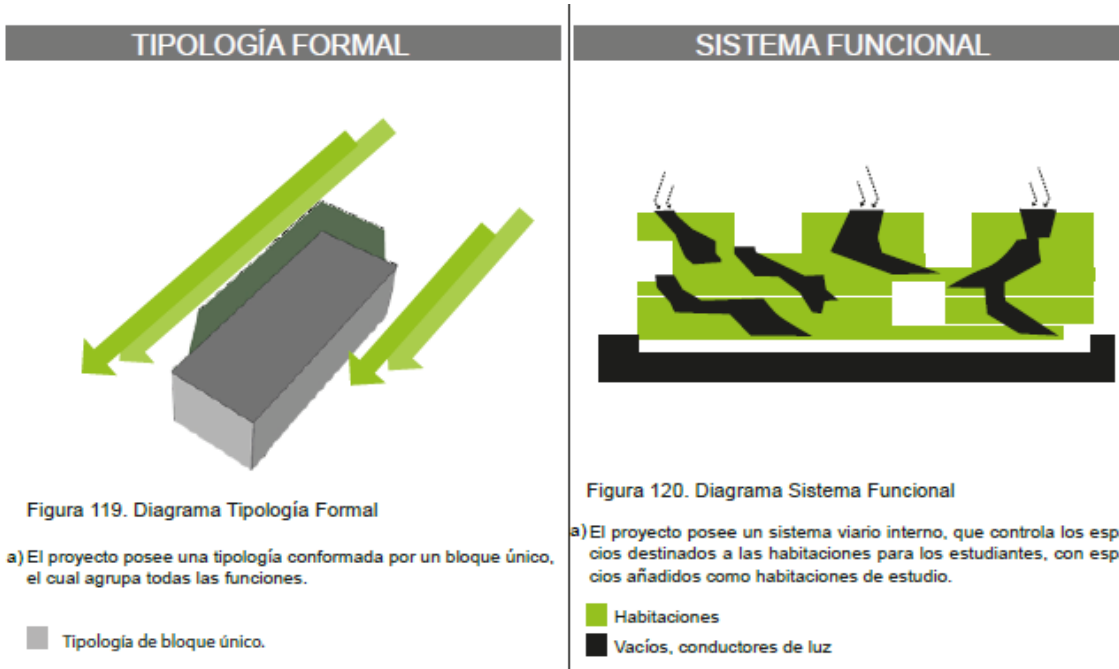 TIPOLOGÍA FORMAL
Figura 119. Diagrama Tipología Formal
a) El proyecto posee una tipología conformada por un bloque único,
el cual agrupa todas las funciones.
Tipología de bloque único.
SISTEMA FUNCIONAL
Figura 120. Diagrama Sistema Funcional
a) El proyecto posee un sistema viario interno, que controla los esp
cios destinados a las habitaciones para los estudiantes, con esp
cios añadidos como habitaciones de estudio.
Habitaciones
Vacíos, conductores de luz